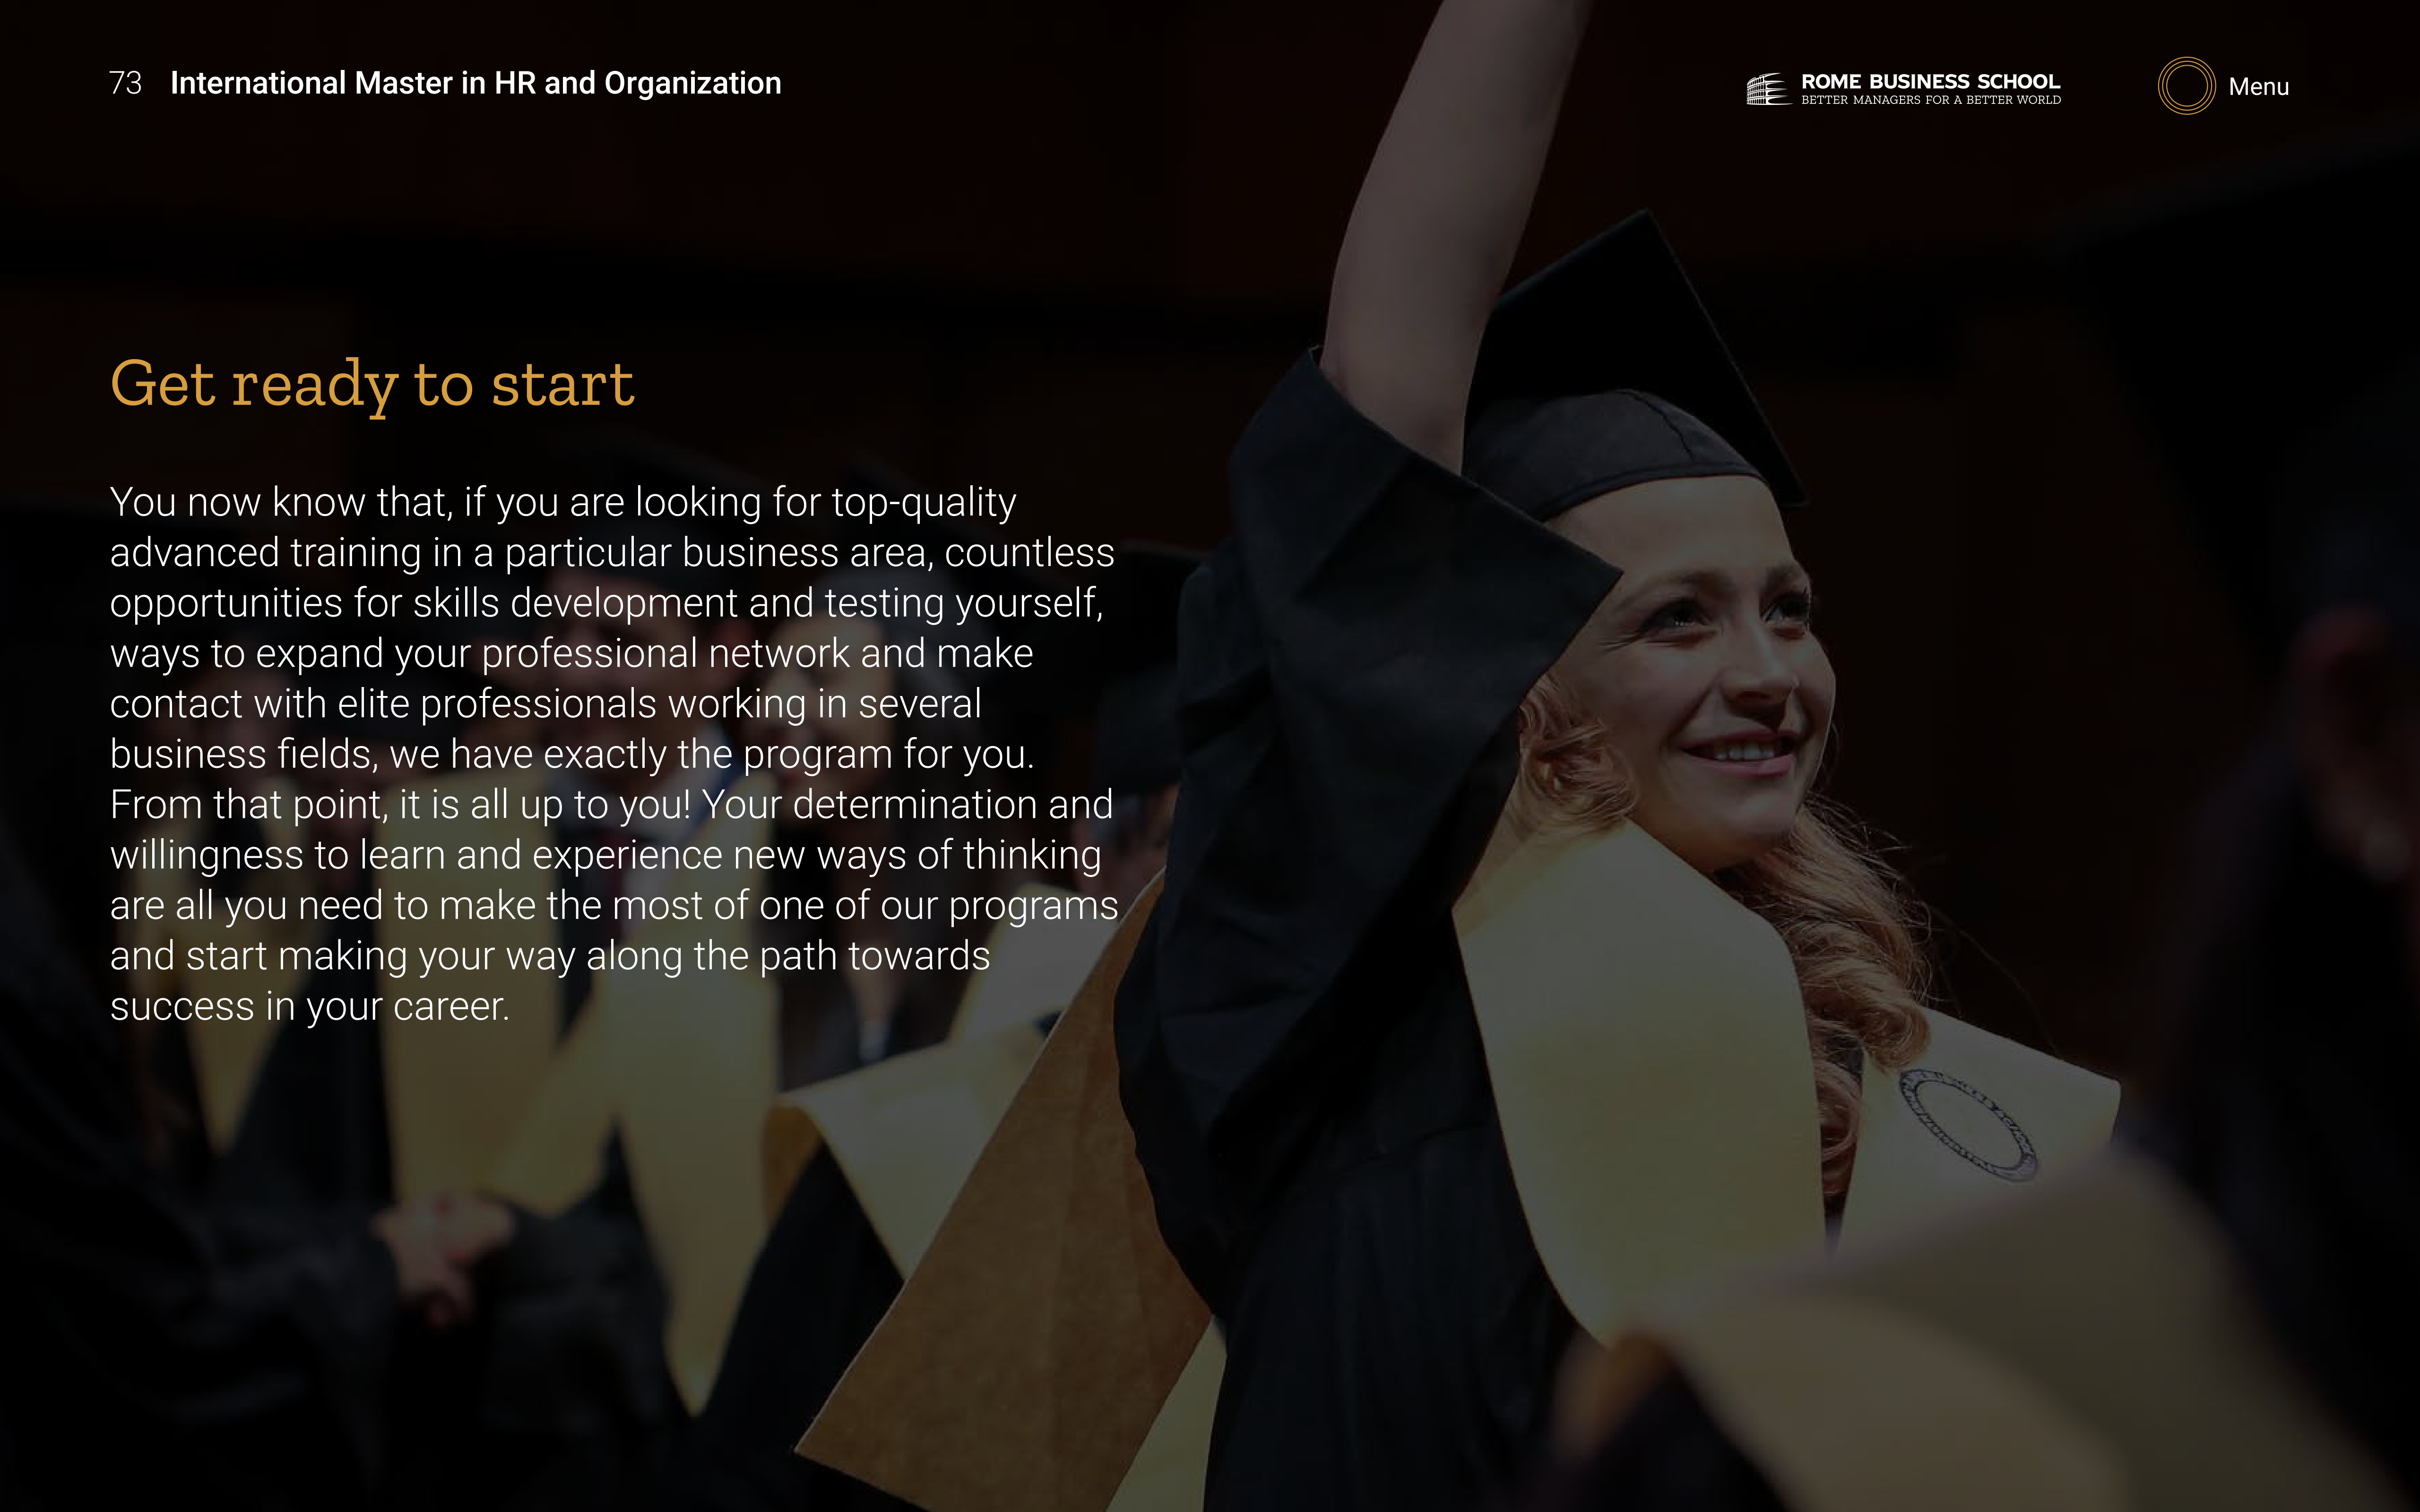 73 International Master in HR and Organization
ROME BUSINESS SCHOOL
BETTER MANAGERS FOR A BETTER WORLD
Menu
Get ready to start
You now know that, if you are looking for top-quality
advanced training in a particular business area, countless
opportunities for skills development and testing yourself,
ways to expand your professional network and make
contact with elite professionals working in several
business fields, we have exactly the program for you.
From that point, it is all up to you! Your determination and
willingness to learn and experience new ways of thinking
are all you need to make the most of one of our programs
and start making your way along the path towards
success in your career.